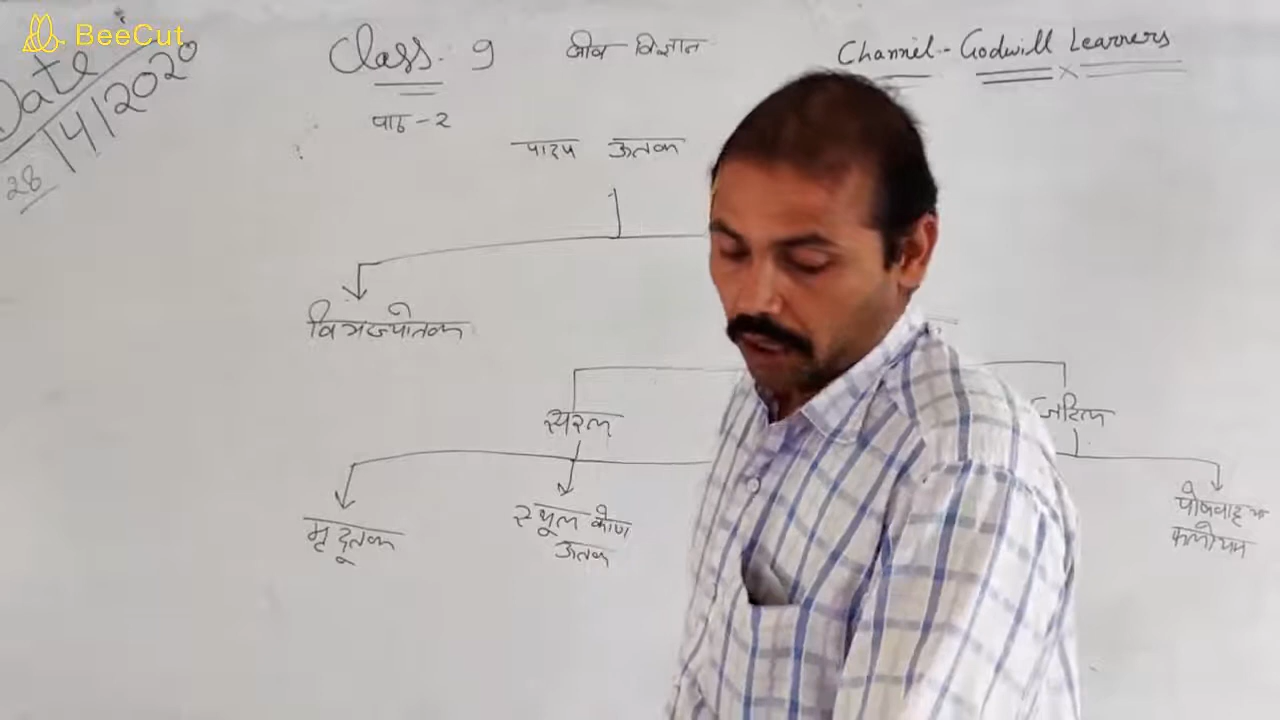 BeeCut
Date
28/4/2020
Class. 9
जीव विज्ञान
Channel - Godwill Learners
पाठ - 2
पादप ऊतक
विभज्योतक
सरल
जटिल
मृदूतक
स्थूल कोण
ऊतक
पोषवाह या
फ्लोयम